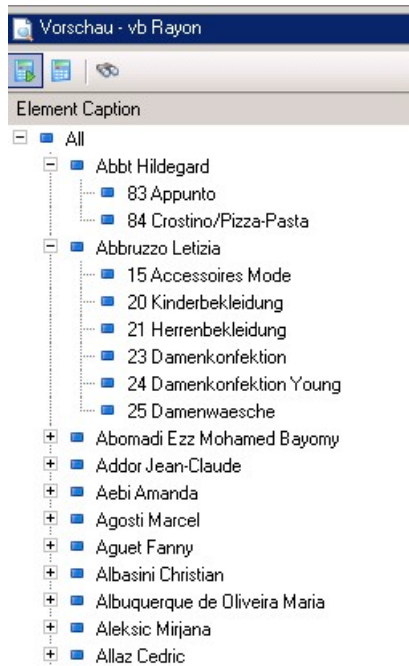 Vorschau - vb Rayon
Element Caption
All
Abbt Hildegard
83 Appunto
84 Crostino/Pizza-Pasta
Abbruzzo Letizia
15 Accessoires Mode
20 Kinderbekleidung
21 Herrenbekleidung
23 Damenkonfektion
24 Damenkonfektion Young
25 Damenwaesche
Abomadi Ezz Mohamed Bayomy
Addor Jean-Claude
Aebi Amanda
Agosti Marcel
Aguet Fanny
Albasini Christian
Albuquerque de Oliveira Maria
Aleksic Mirjana
Allaz Cedric